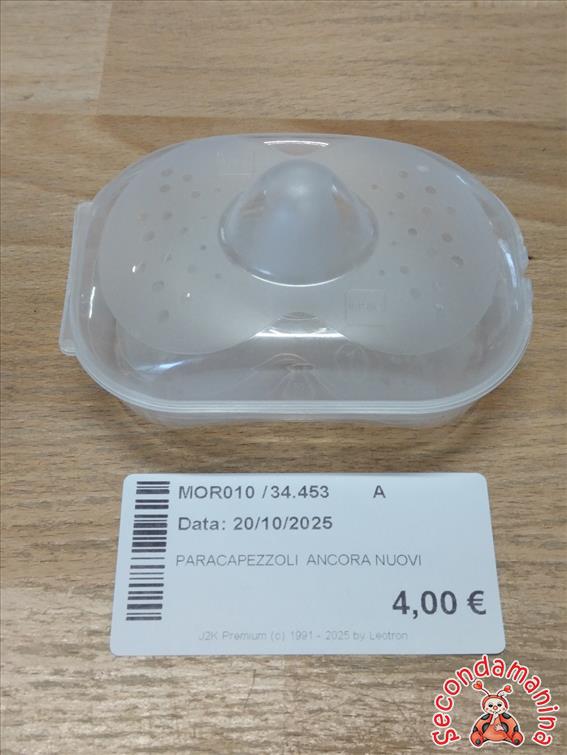 MOR010 /34.453 A
Data: 20/10/2025
PARACAPEZZOLI ANCORA NUOVI
4,00 €
J2K Premium (c) 1991 - 2025 by Leotron
secondamanina